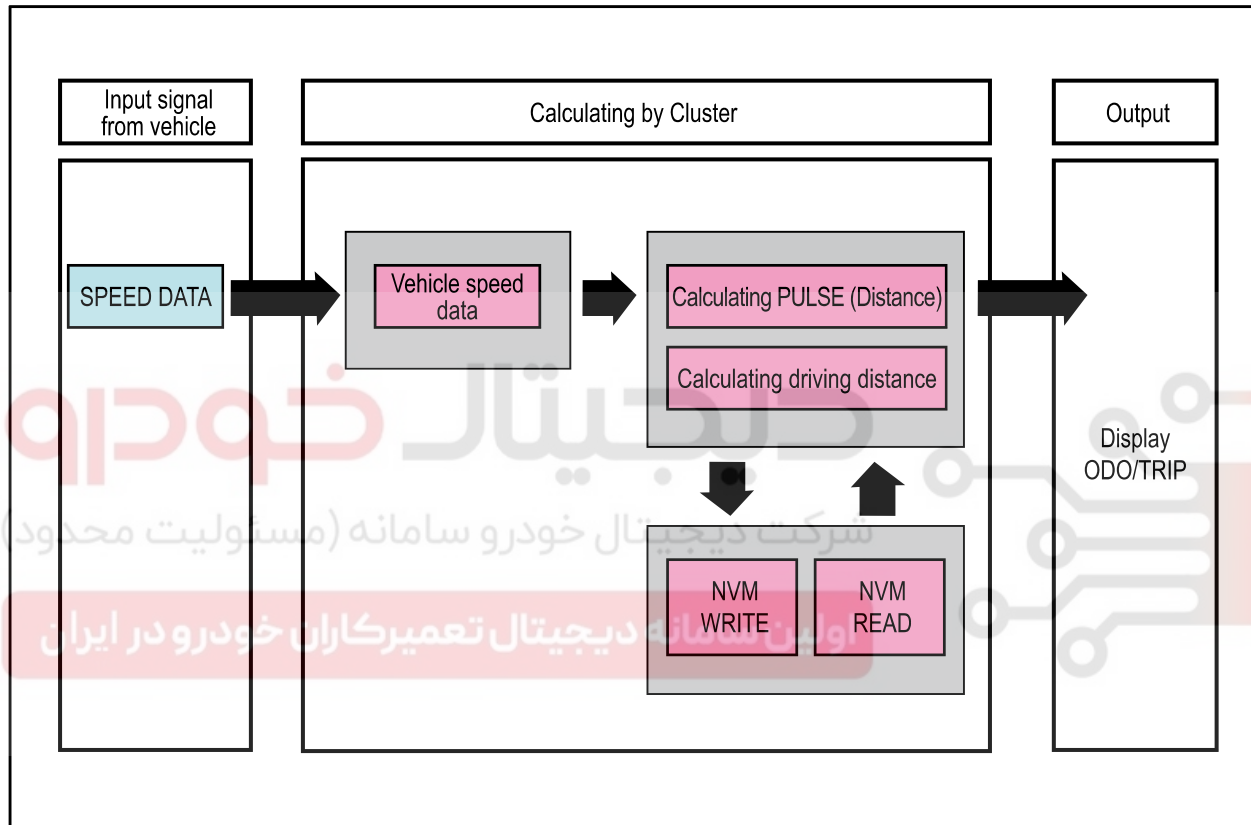 Input signal
from vehicle
Calculating by Cluster
Output
SPEED DATA
Vehicle speed
data
Calculating PULSE (Distance)
Calculating driving distance
NVM
WRITE
NVM
READ
Display
ODO/TRIP
دیجیتال خودرو
شرکت دیجیتال خودرو سامانه (مسئولیت محدود)
اولین سامانه دیجیتال تعمیرکاران خودرو در ایران